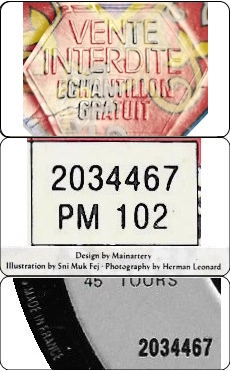 VENTE
INTERDITE
ECHANTILLON
GRATUIT
2034467
PM 102
Design by Mainartery
Illustration by Sni Muk Fej · Photography by Herman Leonard
45 TOURS
MADE IN FRANCE
2034467